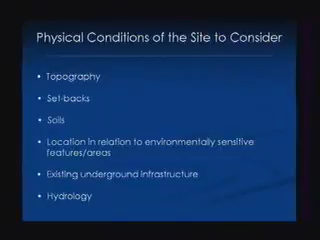 Physical Conditions of the Site to Consider
• Topography
• Set-backs
• Soils
• Location in relation to environmentally sensitive
features/areas
• Existing underground infrastructure
• Hydrology